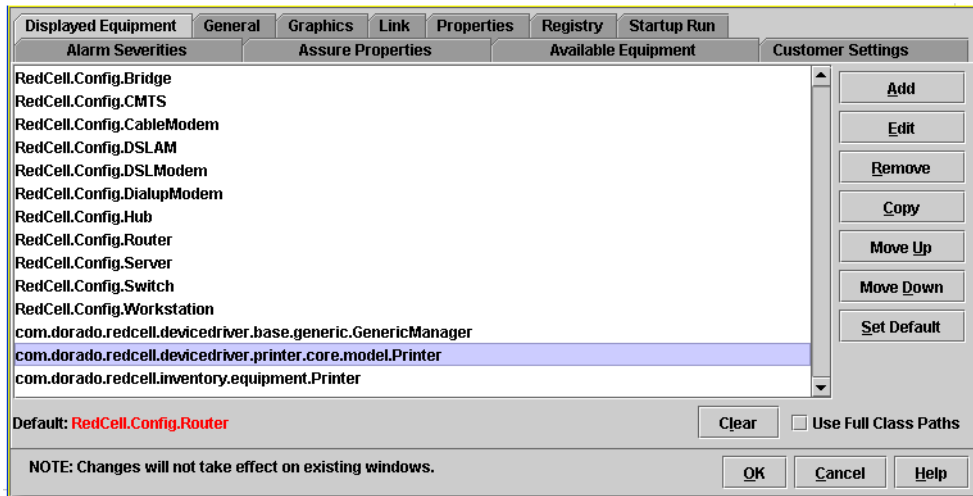 Displayed Equipment General Graphics Link Properties Registry Startup Run
Alarm Severities Assure Properties Available Equipment Customer Settings
RedCell.Config.Bridge
RedCell.Config.CMTS
RedCell.Config.CableModem
RedCell.Config.DSLAM
RedCell.Config.DSLModem
RedCell.Config.DialupModem
RedCell.Config.Hub
RedCell.Config.Router
RedCell.Config.Server
RedCell.Config.Switch
RedCell.Config.Workstation
com.dorado.redcell.devicedriver.base.generic.GenericManager
com.dorado.redcell.devicedriver.printer.core.model.Printer
com.dorado.redcell.inventory.equipment.Printer
Add
Edit
Remove
Copy
Move Up
Move Down
Set Default
Default: RedCell.Config.Router
Clear
Use Full Class Paths
NOTE: Changes will not take effect on existing windows.
OK
Cancel
Help